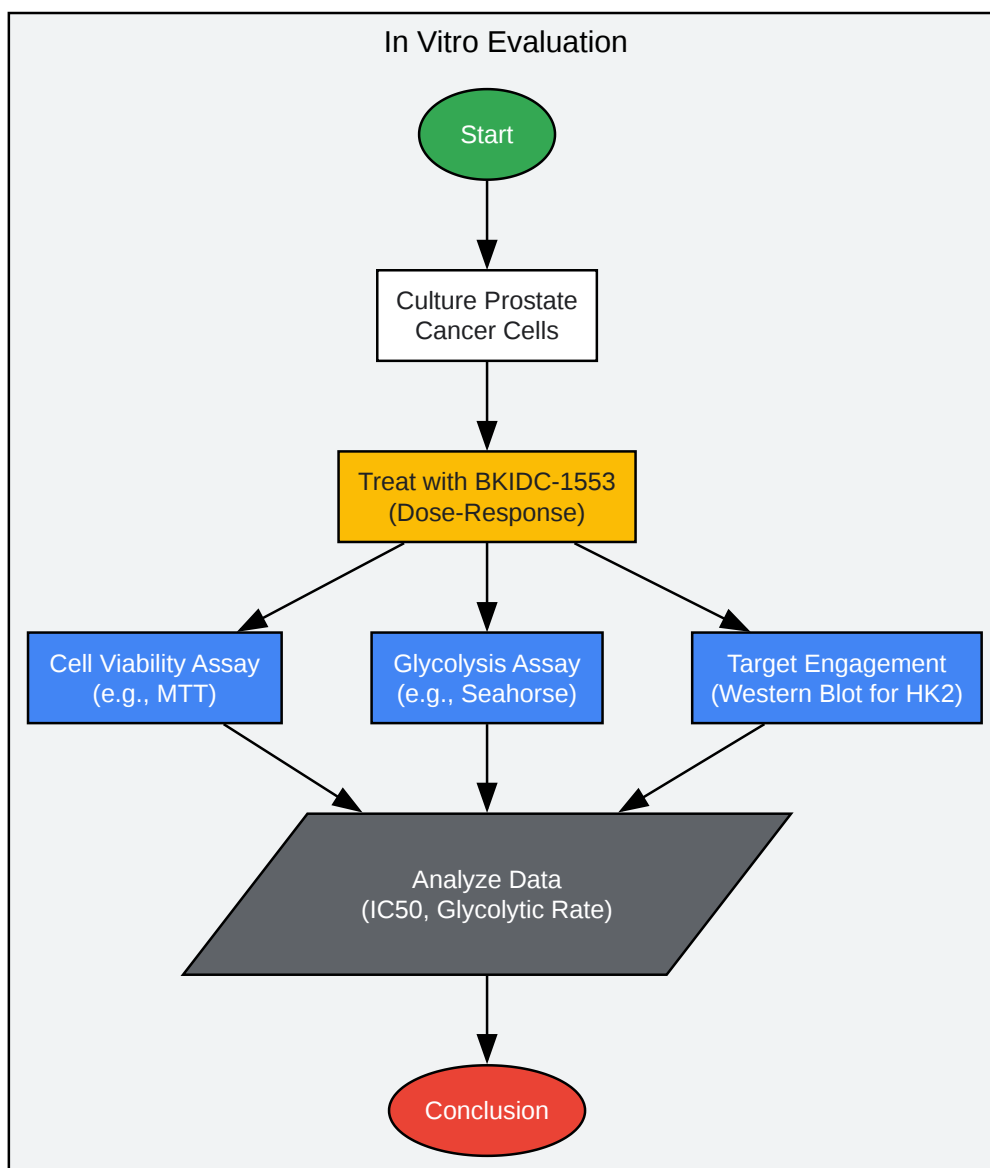 In Vitro Evaluation
Start
Culture Prostate
Cancer Cells
Treat with BKIDC-1553
(Dose-Response)
Cell Viability Assay
(e.g., MTT)
Glycolysis Assay
(e.g., Seahorse)
Target Engagement
(Western Blot for HK2)
Analyze Data
(IC50, Glycolytic Rate)
Conclusion